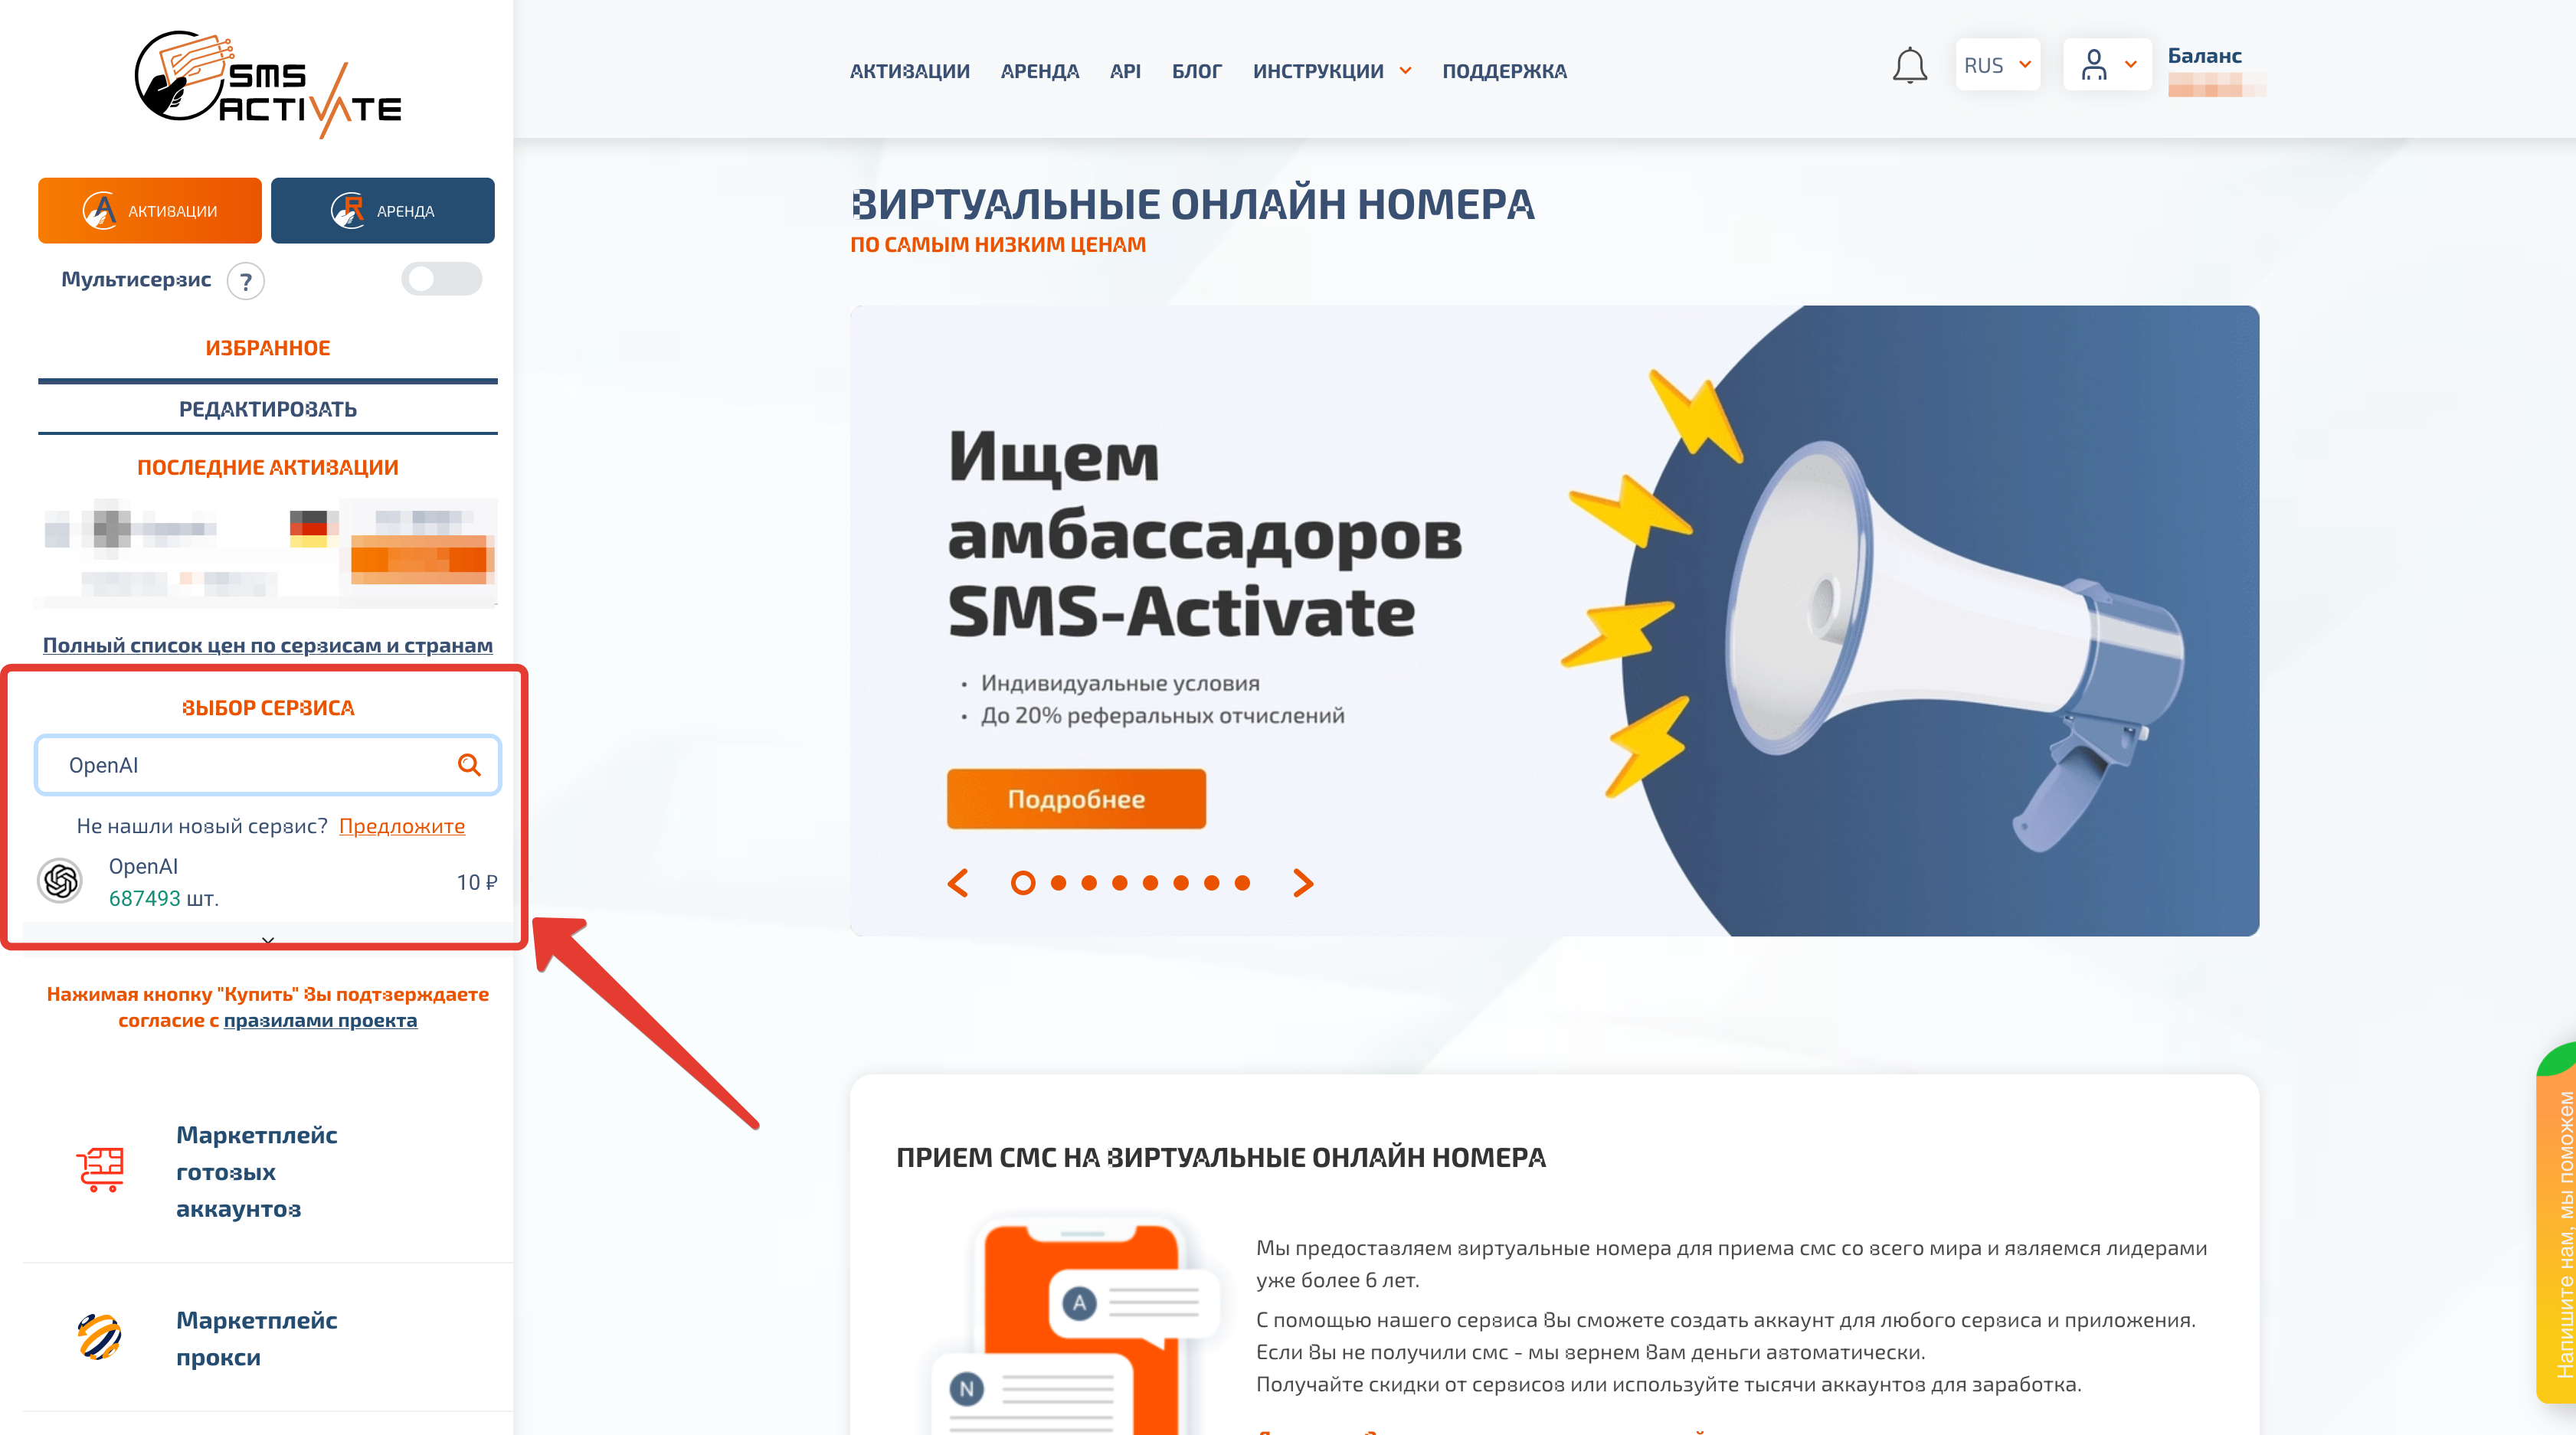 SMS
ACTIVATE
АКТИВАЦИИ
АРЕНДА
Мультисервис ?
ИЗБРАННОЕ
РЕДАКТИРОВАТЬ
ПОСЛЕДНИЕ АКТИВАЦИИ
Полный список цен по сервисам и странам
ВЫБОР СЕРВИСА
OpenAI
Не нашли новый сервис? Предложите
OpenAI
687493 шт.
10 ₽
Нажимая кнопку "Купить" Вы подтверждаете
согласие с правилами проекта
Маркетплейс
готовых
аккаунтов
Маркетплейс
прокси
АКТИВАЦИИ АРЕНДА API БЛОГ ИНСТРУКЦИИ ПОДДЕРЖКА
RUS
Баланс
ВИРТУАЛЬНЫЕ ОНЛАЙН НОМЕРА
ПО САМЫМ НИЗКИМ ЦЕНАМ
Ищем
амбассадоров
SMS-Activate
• Индивидуальные условия
• До 20% реферальных отчислений
Подробнее
ПРИЕМ СМС НА ВИРТУАЛЬНЫЕ ОНЛАЙН НОМЕРА
A
N
Мы предоставляем виртуальные номера для приема смс со всего мира и являемся лидерами
уже более 6 лет.
С помощью нашего сервиса Вы сможете создать аккаунт для любого сервиса и приложения.
Если Вы не получили смс - мы вернем Вам деньги автоматически.
Получайте скидки от сервисов или используйте тысячи аккаунтов для заработка.
Напишите нам, мы поможем